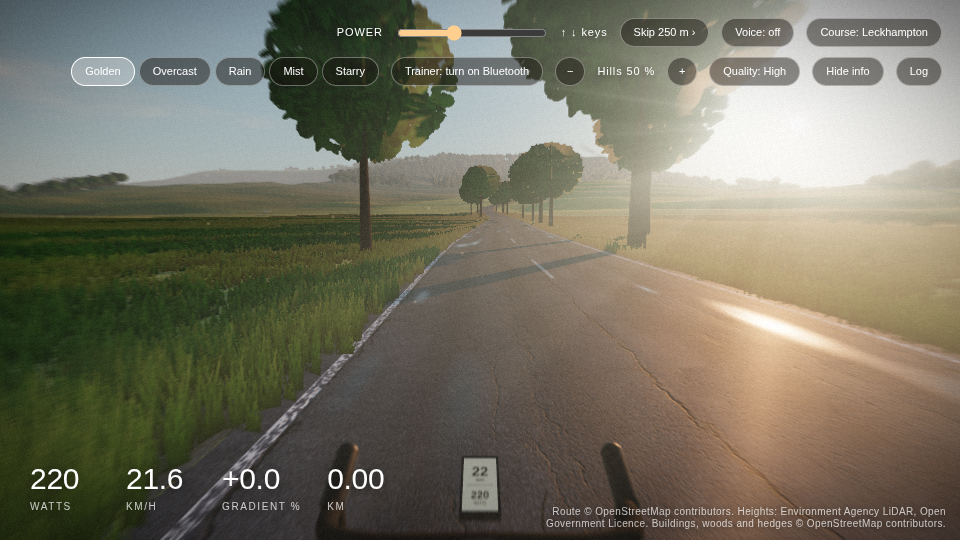 POWER ↑ ↓ keys Skip 250 m › Voice: off Course: Leckhampton
Golden Overcast Rain Mist Starry Trainer: turn on Bluetooth − Hills 50 % + Quality: High Hide info Log
22
220
220 21.6 +0.0 0.00
WATTS KM/H GRADIENT % KM
Route © OpenStreetMap contributors. Heights: Environment Agency LiDAR, Open
Government Licence. Buildings, woods and hedges © OpenStreetMap contributors.